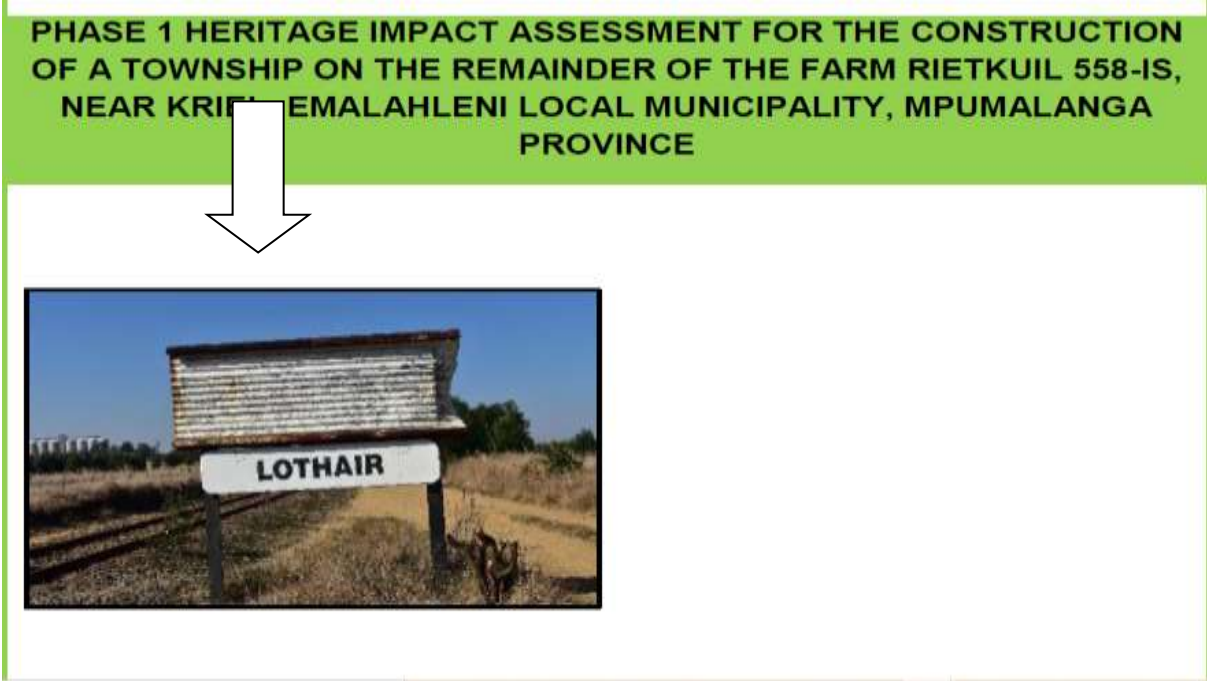 PHASE 1 HERITAGE IMPACT ASSESSMENT FOR THE CONSTRUCTION
OF A TOWNSHIP ON THE REMAINDER OF THE FARM RIETKUIL 558-IS,
NEAR EMALAHLENI LOCAL MUNICIPALITY, MPUMALANGA
PROVINCE
LOTHAIR